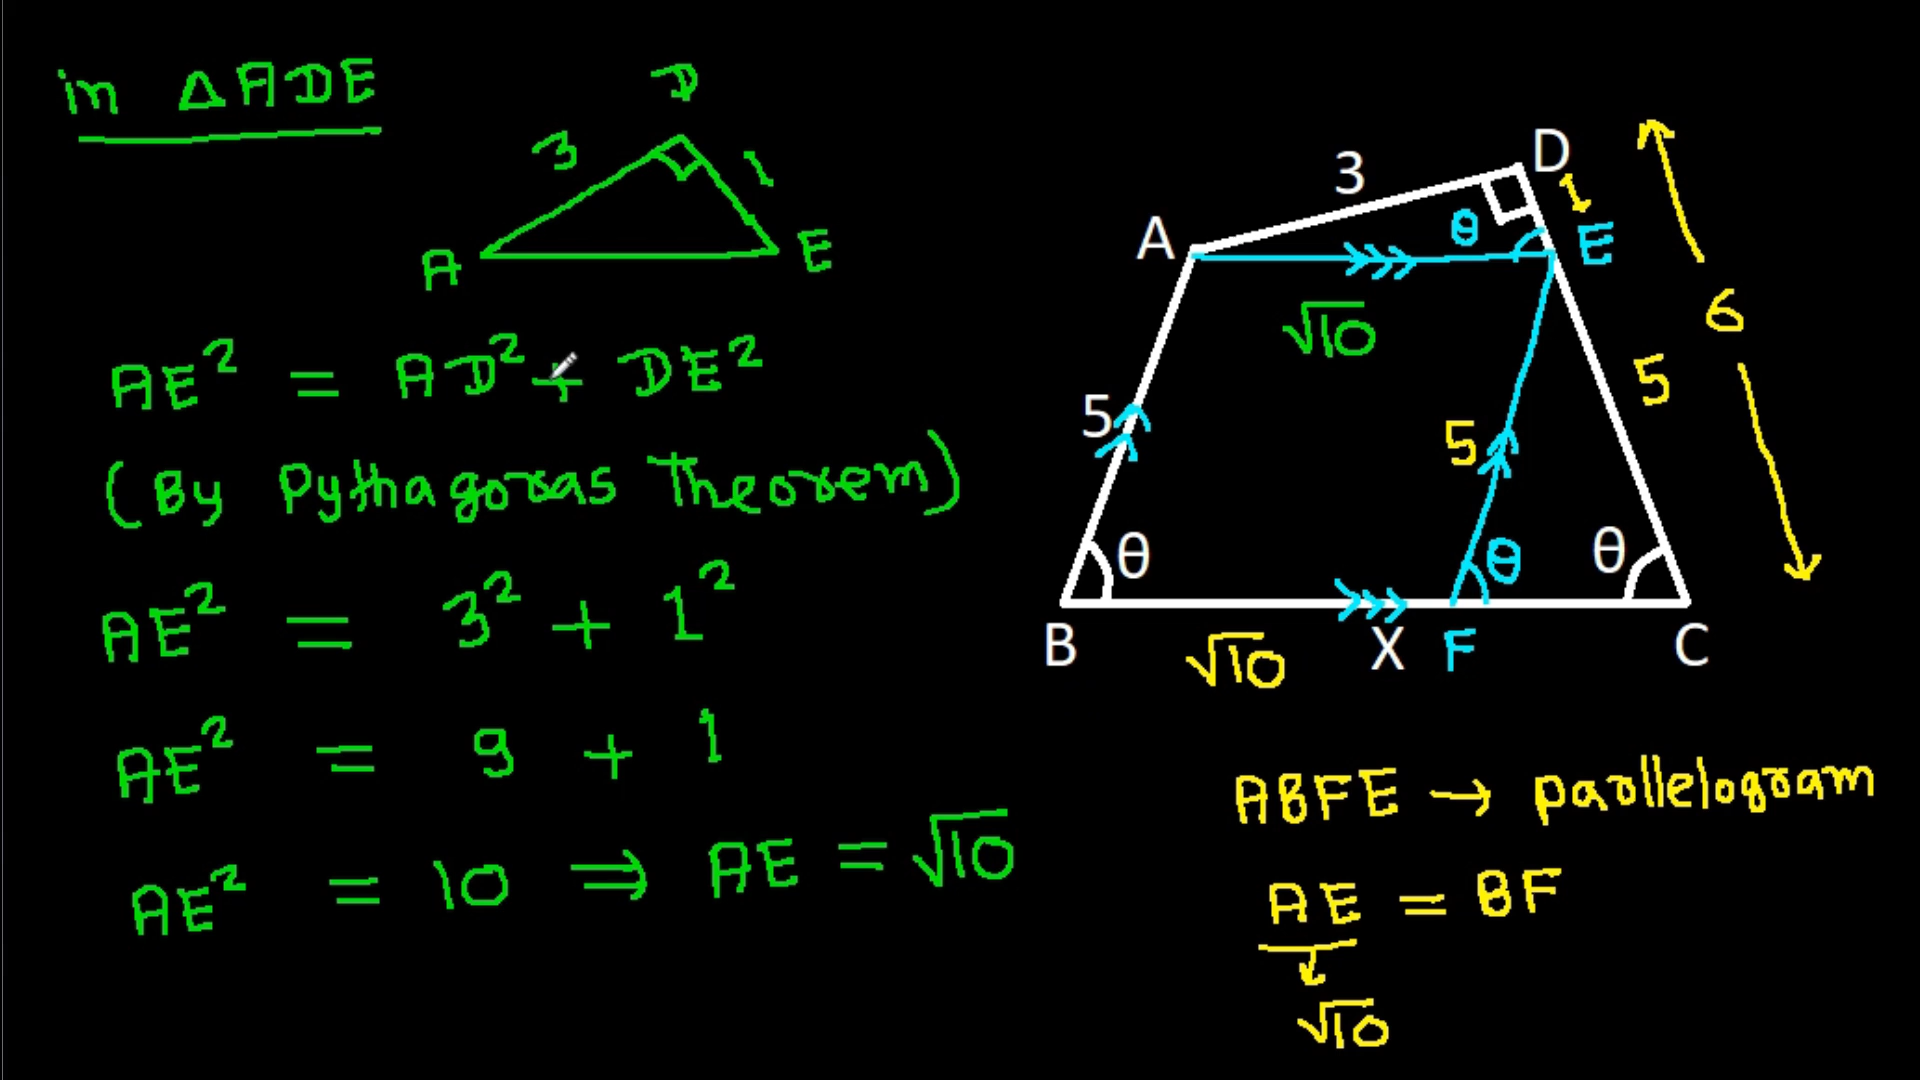 in ΔADE
D
3
1
A
E
AE² = AD² + DE²
(By Pythagoras Theorem)
AE² = 3² + 1²
AE² = 9 + 1
AE² = 10 ⇒ AE = √10
D
3
1
A
θ
E
√10
6
5
5
5
θ
θ
θ
B
√10
X
F
C
ABFE → parllelogram
AE = BF
↓
√10